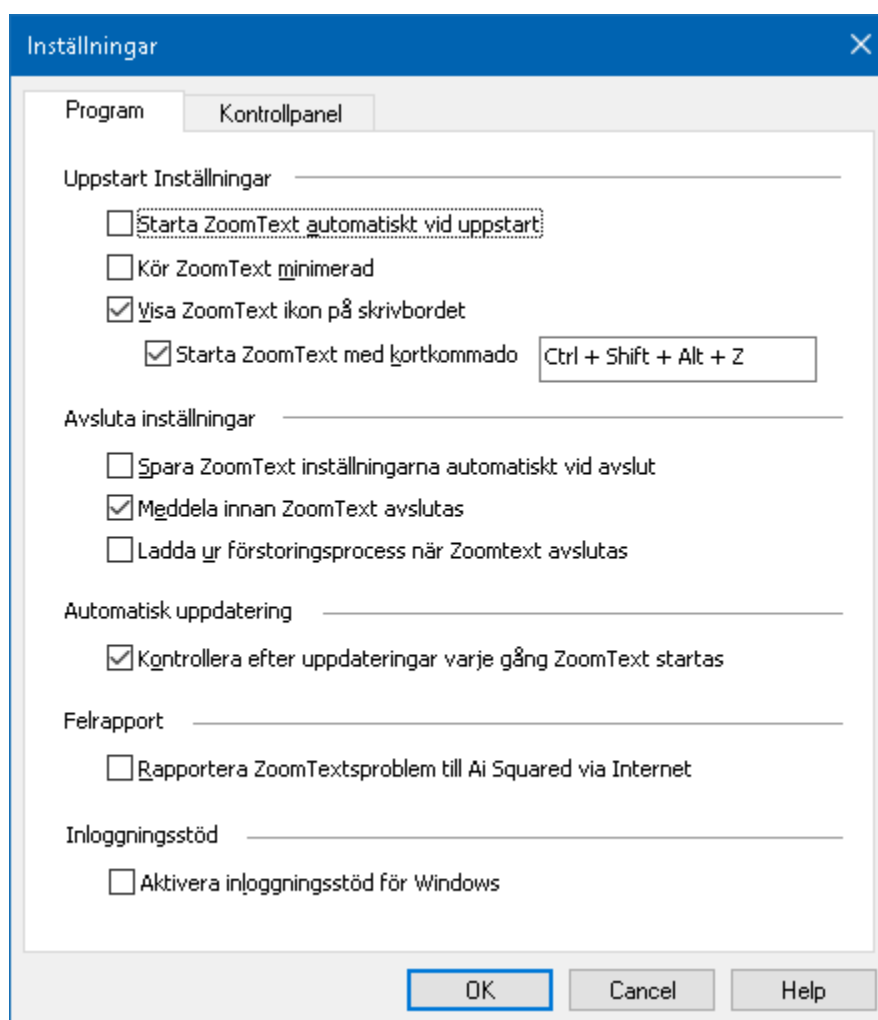 Inställningar
Program
Kontrollpanel
Uppstart Inställningar
Starta ZoomText automatiskt vid uppstart
Kör ZoomText minimerad
Visa ZoomText ikon på skrivbordet
Starta ZoomText med kortkommado
Ctrl + Shift + Alt + Z
Avsluta inställningar
Spara ZoomText inställningarna automatiskt vid avslut
Meddela innan ZoomText avslutas
Ladda ur förstoringsprocess när Zoomtext avslutas
Automatisk uppdatering
Kontrollera efter uppdateringar varje gång ZoomText startas
Felrapport
Rapportera ZoomTextsproblem till Ai Squared via Internet
Inloggningsstöd
Aktivera inloggningsstöd för Windows
OK
Cancel
Help